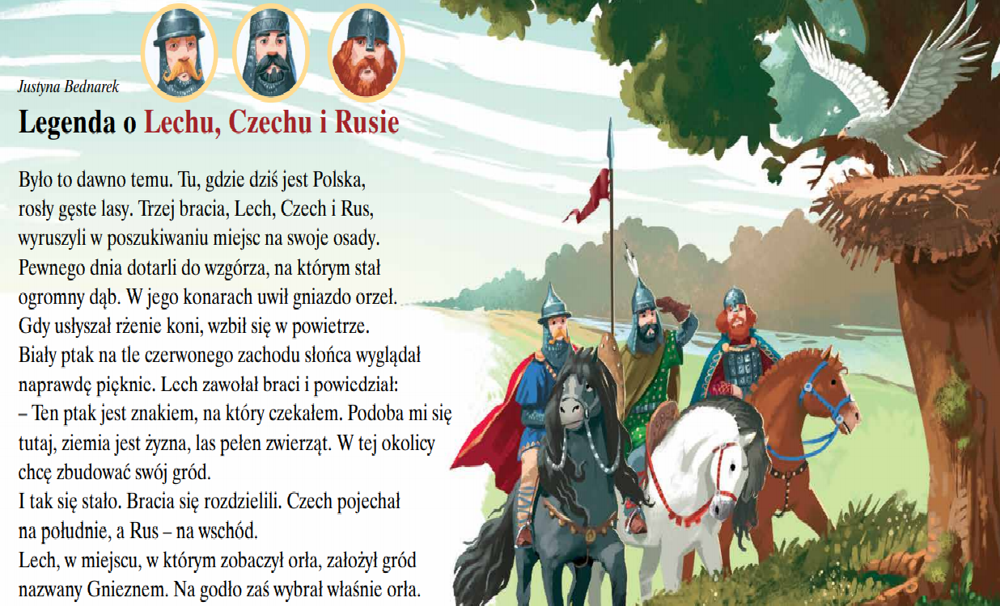 Justyna Bednarek
Legenda o Lechu, Czechu i Rusie
Było to dawno temu. Tu, gdzie dziś jest Polska,
rosły gęste lasy. Trzej bracia, Lech, Czech i Rus,
wyruszyli w poszukiwaniu miejsc na swoje osady.
Pewnego dnia dotarli do wzgórza, na którym stał
ogromny dąb. W jego konarach uwił gniazdo orzeł.
Gdy usłyszał rżenie koni, wzbił się w powietrze.
Biały ptak na tle czerwonego zachodu słońca wyglądał
naprawdę pięknie. Lech zawołał braci i powiedział:
– Ten ptak jest znakiem, na który czekałem. Podoba mi się
tutaj, ziemia jest żyzna, las pełen zwierząt. W tej okolicy
chcę zbudować swój gród.
I tak się stało. Bracia się rozdzielili. Czech pojechał
na południe, a Rus – na wschód.
Lech, w miejscu, w którym zobaczył orła, założył gród
nazwany Gnieznem. Na godło zaś wybrał właśnie orła.